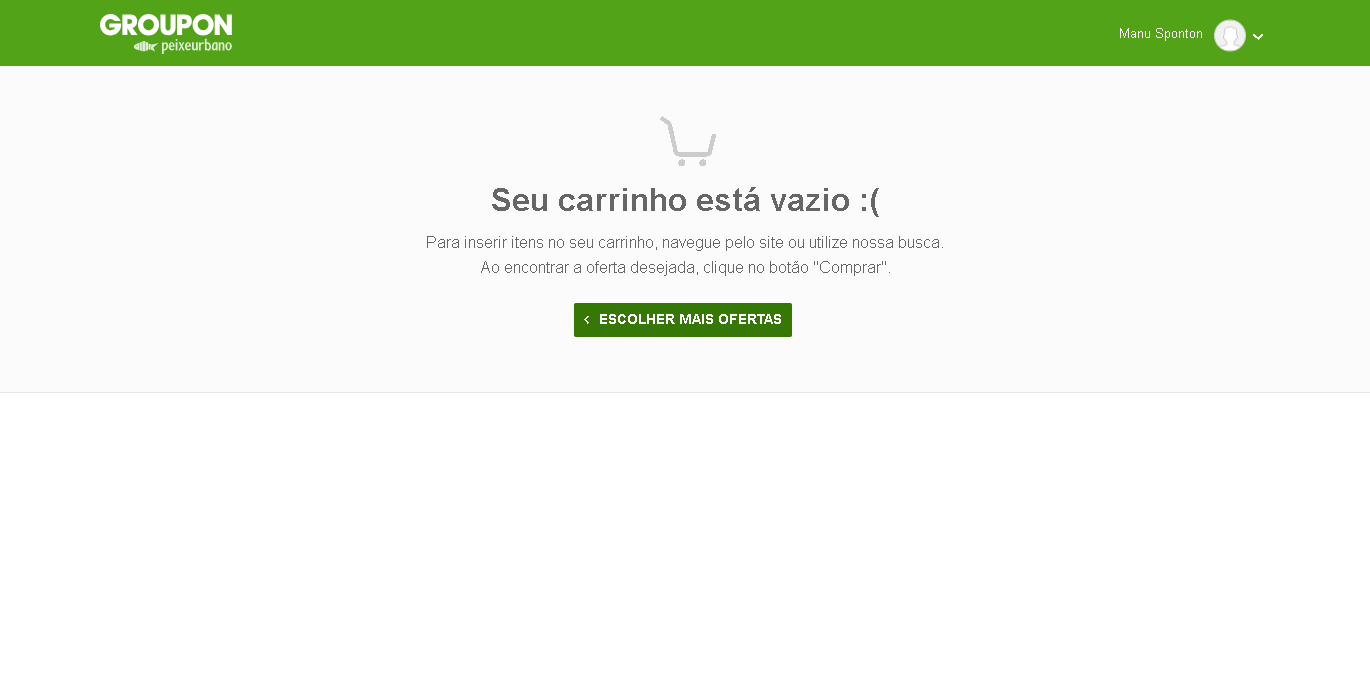 GROUPON
peixeurbano
Manu Sponton
Seu carrinho está vazio :(
Para inserir itens no seu carrinho, navegue pelo site ou utilize nossa busca.
Ao encontrar a oferta desejada, clique no botão "Comprar".
ESCOLHER MAIS OFERTAS